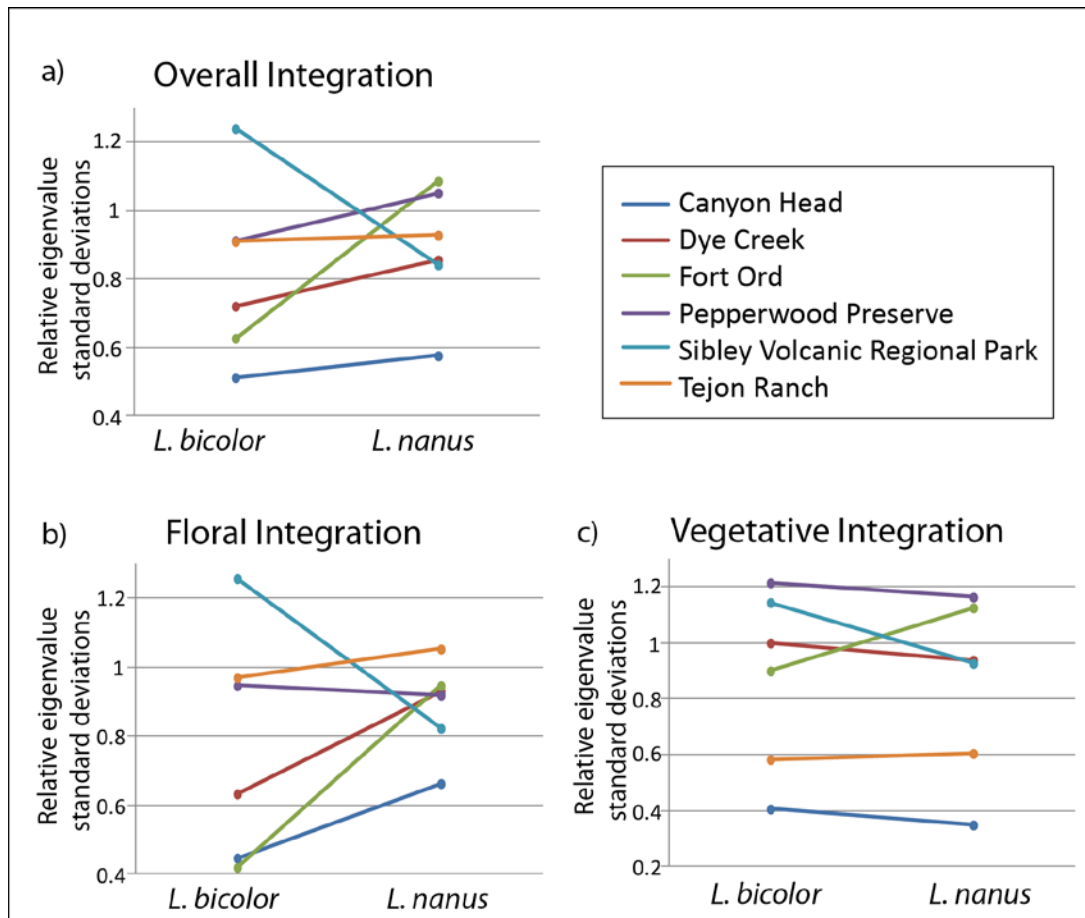 a) Overall Integration
Relative eigenvalue
standard deviations
1.2
1
0.8
0.6
0.4
L. bicolor L. nanus
Canyon Head
Dye Creek
Fort Ord
Pepperwood Preserve
Sibley Volcanic Regional Park
Tejon Ranch
b) Floral Integration
Relative eigenvalue
standard deviations
1.2
1
0.8
0.6
0.4
L. bicolor L. nanus
c) Vegetative Integration
Relative eigenvalue
standard deviations
1.2
1
0.8
0.6
0.4
0.2
L. bicolor L. nanus